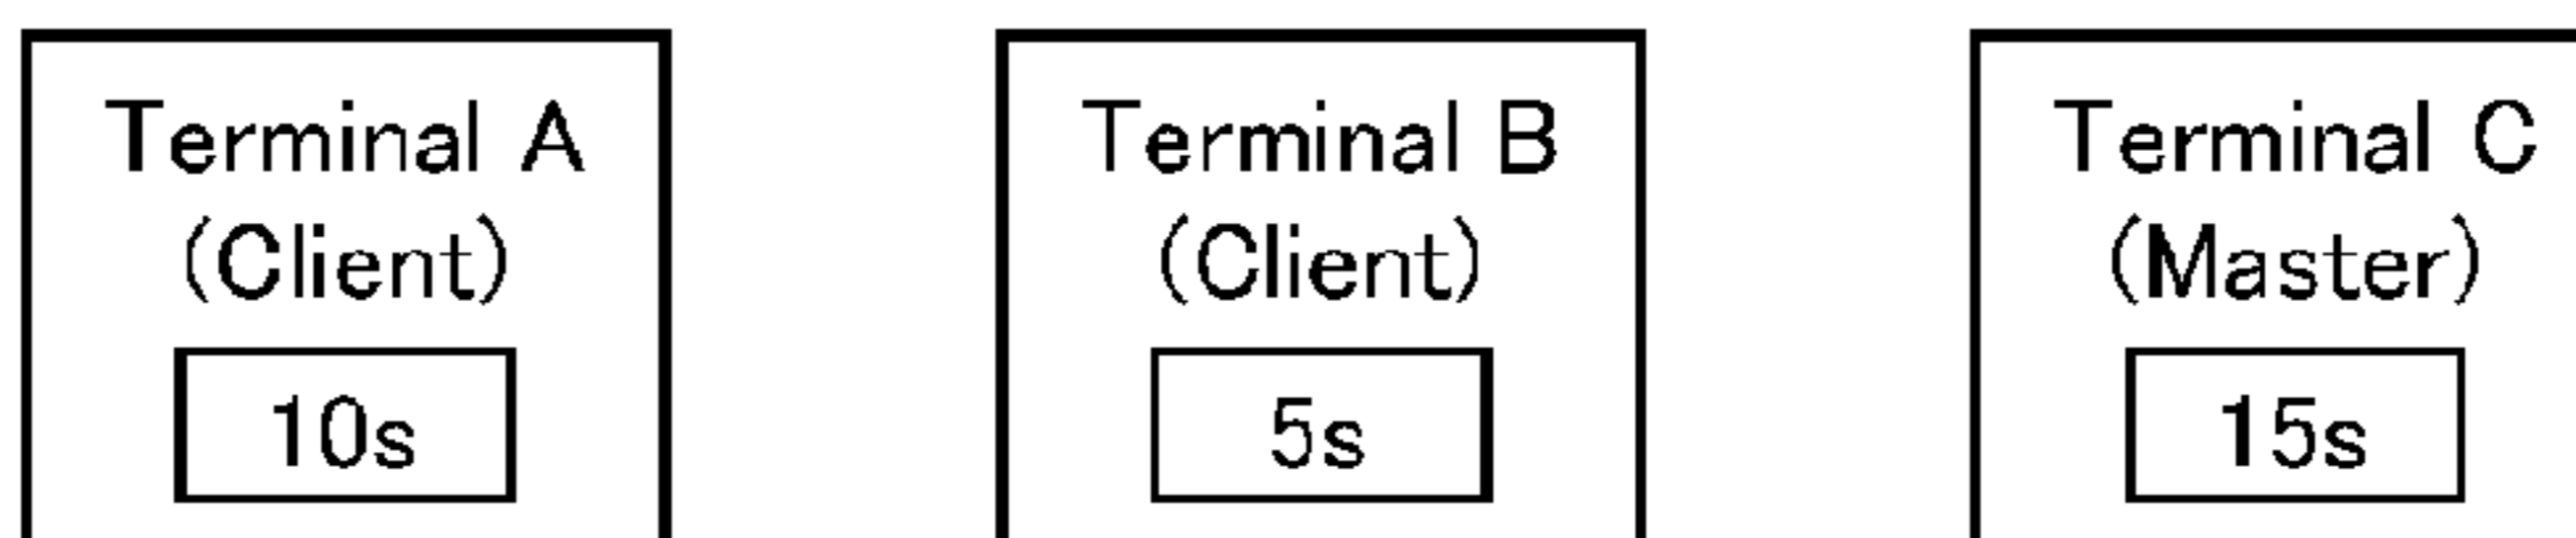 Terminal A
(Client)
10s
Terminal B
(Client)
5s
Terminal C
(Master)
15s